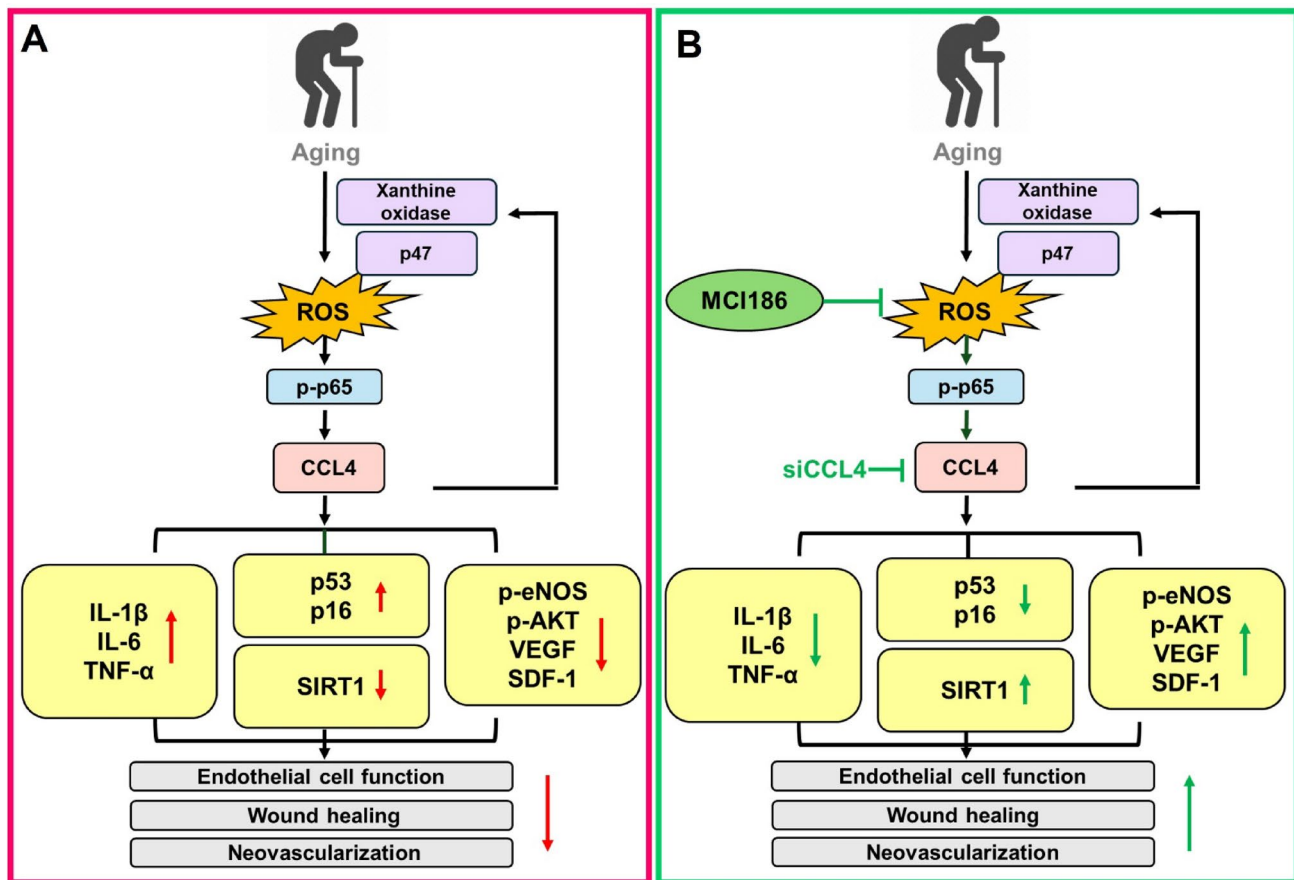 A
Aging
Xanthine
oxidase
p47
ROS
p-p65
CCL4
IL-1β
IL-6
TNF-α
p53
p16
SIRT1
p-eNOS
p-AKT
VEGF
SDF-1
Endothelial cell function
Wound healing
Neovascularization
B
Aging
Xanthine
oxidase
p47
MCI186
ROS
p-p65
siCCL4
CCL4
IL-1β
IL-6
TNF-α
p53
p16
SIRT1
p-eNOS
p-AKT
VEGF
SDF-1
Endothelial cell function
Wound healing
Neovascularization